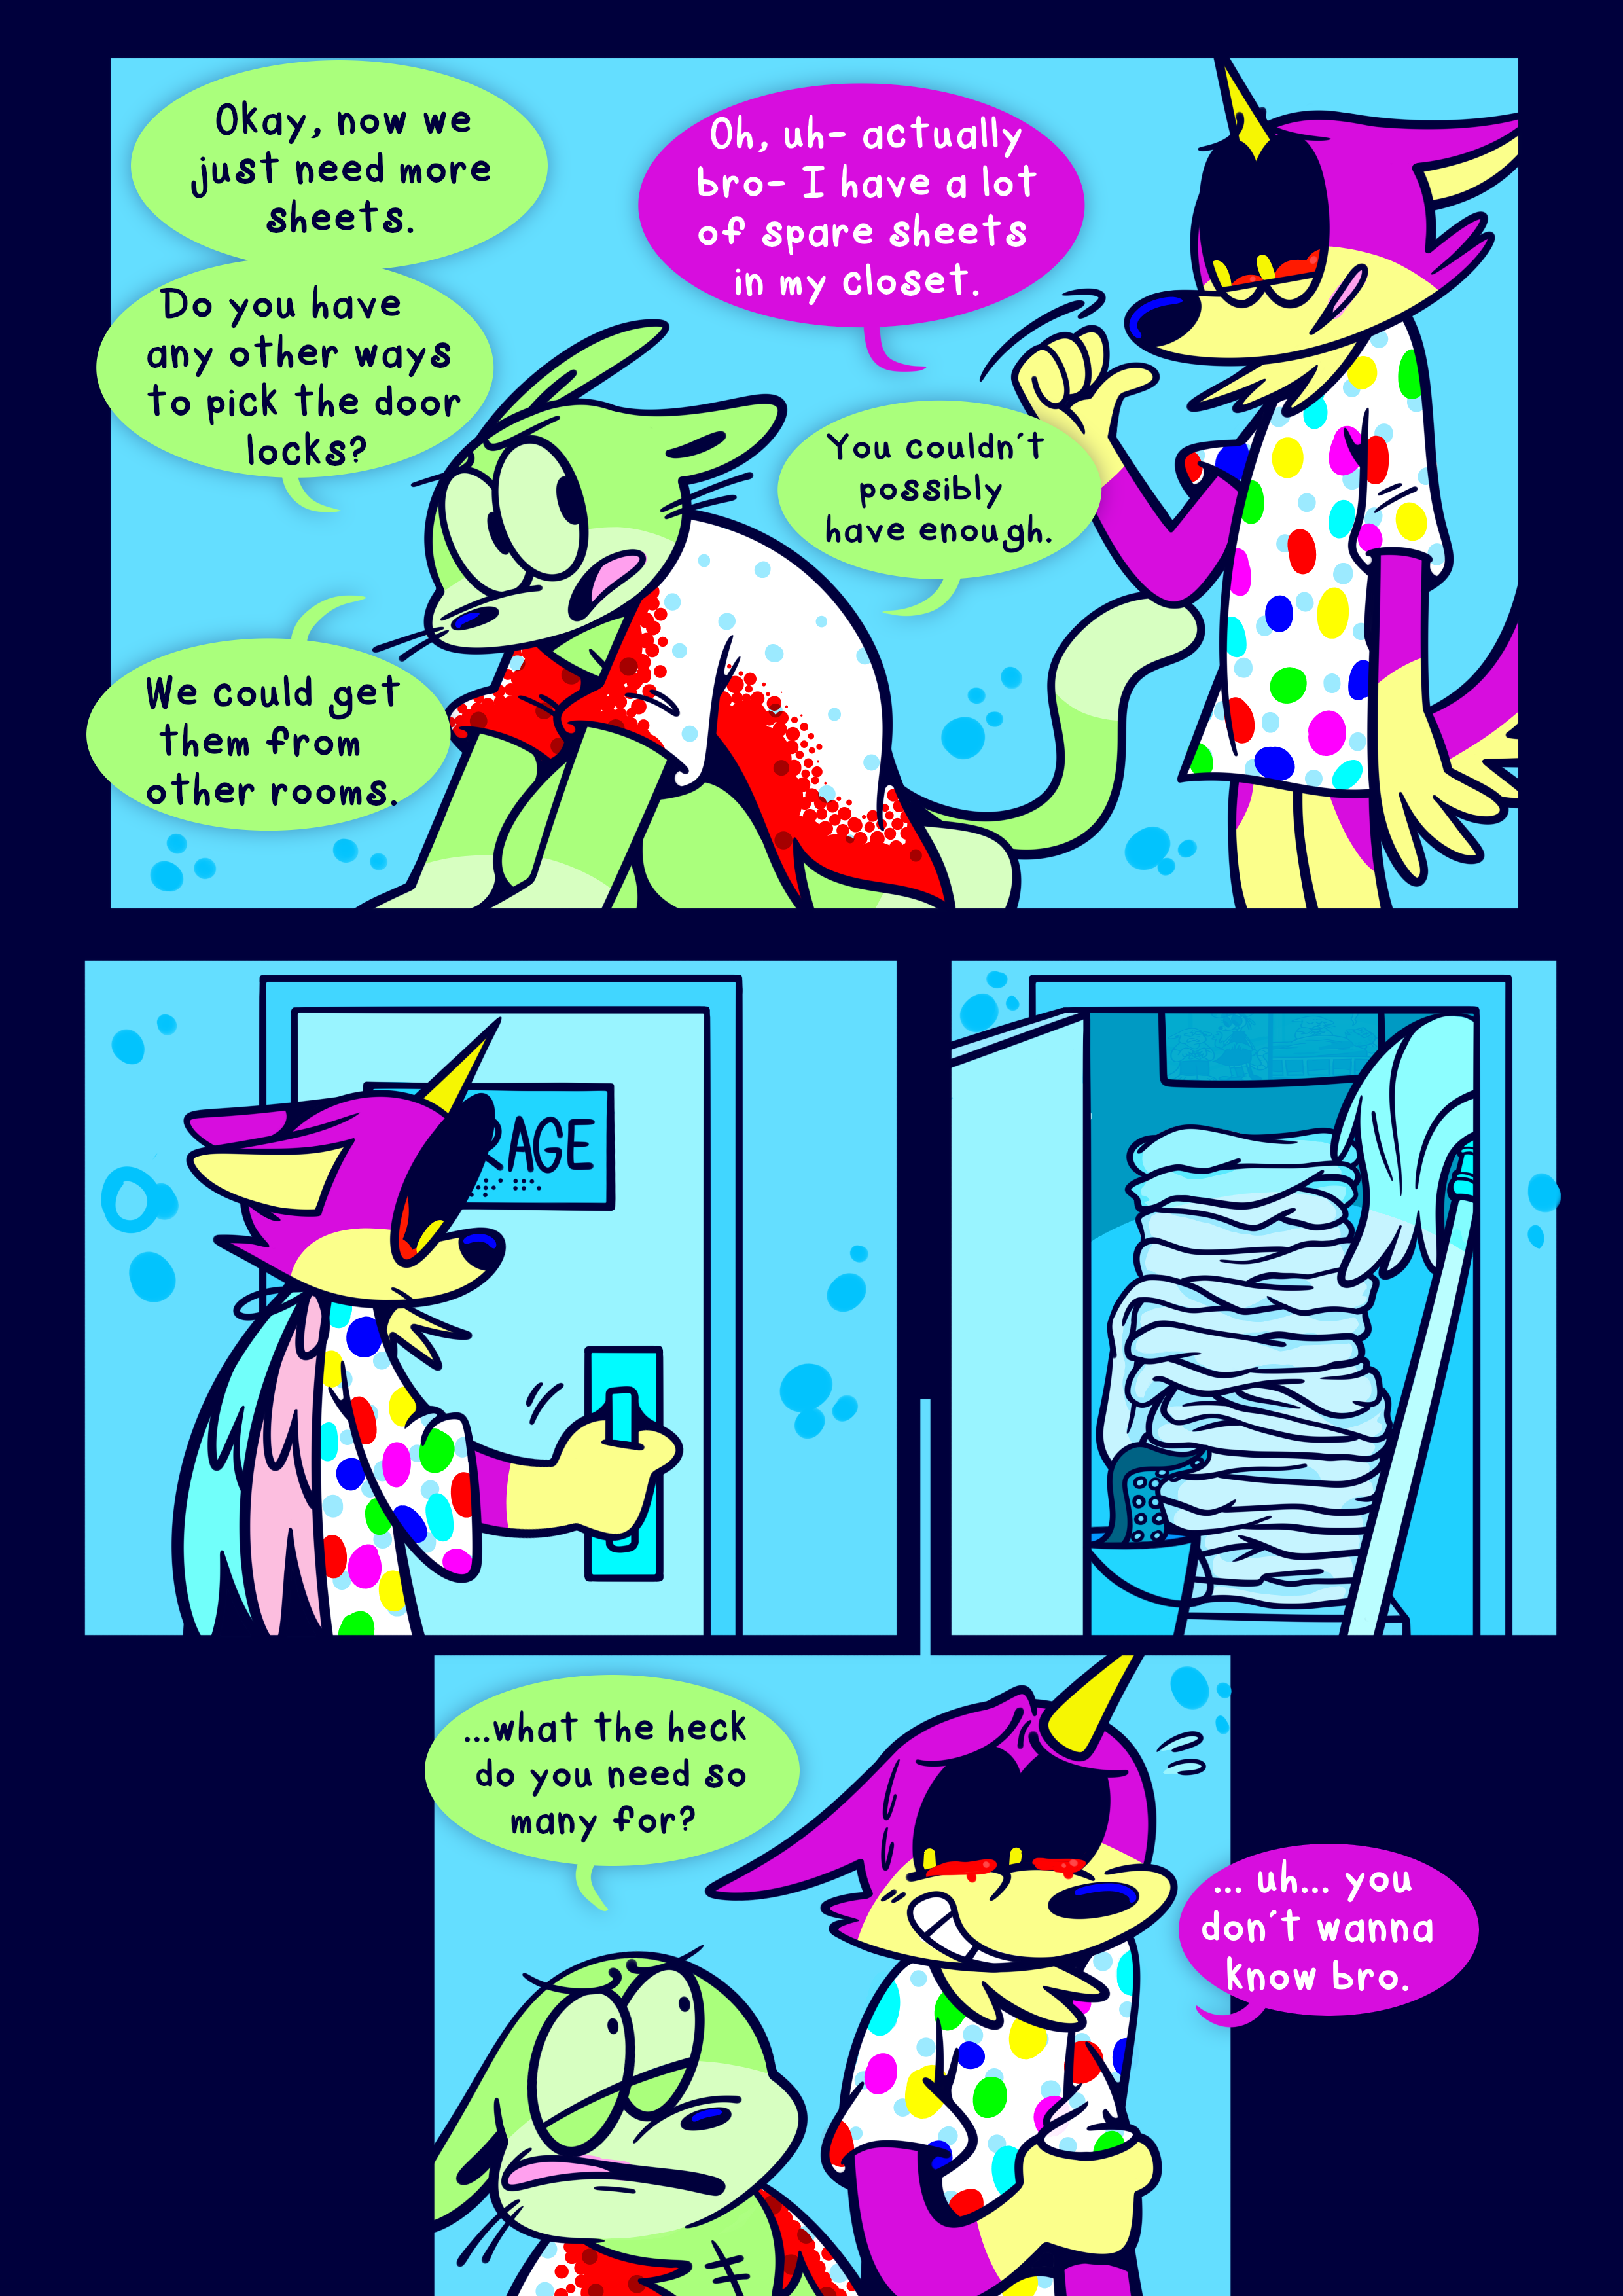 Okay, now we
just need more
sheets.
Do you have
any other ways
to pick the door
locks?
Oh, uh- actually
bro- I have a lot
of spare sheets
in my closet.
You couldn't
possibly
have enough.
We could get
them from
other rooms.
RAGE
...what the heck
do you need so
many for?
... uh... you
don't wanna
know bro.